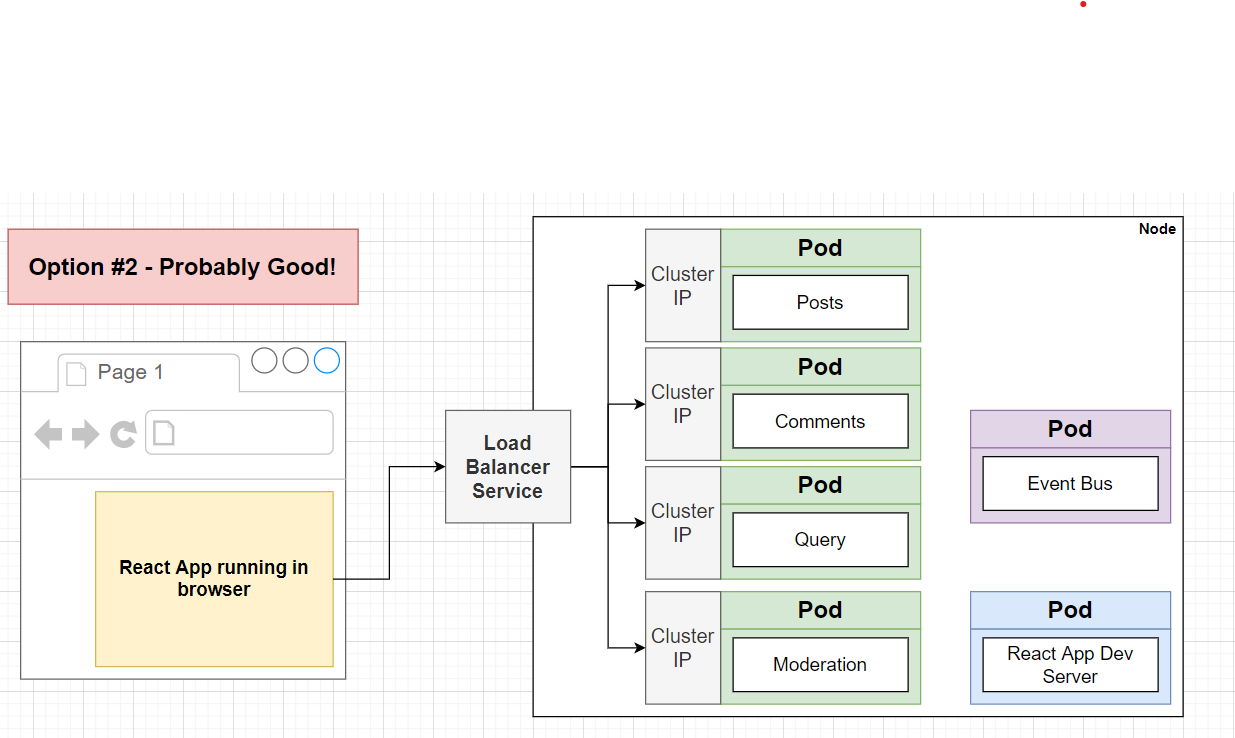 Node
Option #2 - Probably Good!
Page 1
React App running in
browser
Load
Balancer
Service
Cluster
IP
Pod
Posts
Cluster
IP
Pod
Comments
Cluster
IP
Pod
Query
Cluster
IP
Pod
Moderation
Pod
Event Bus
Pod
React App Dev
Server